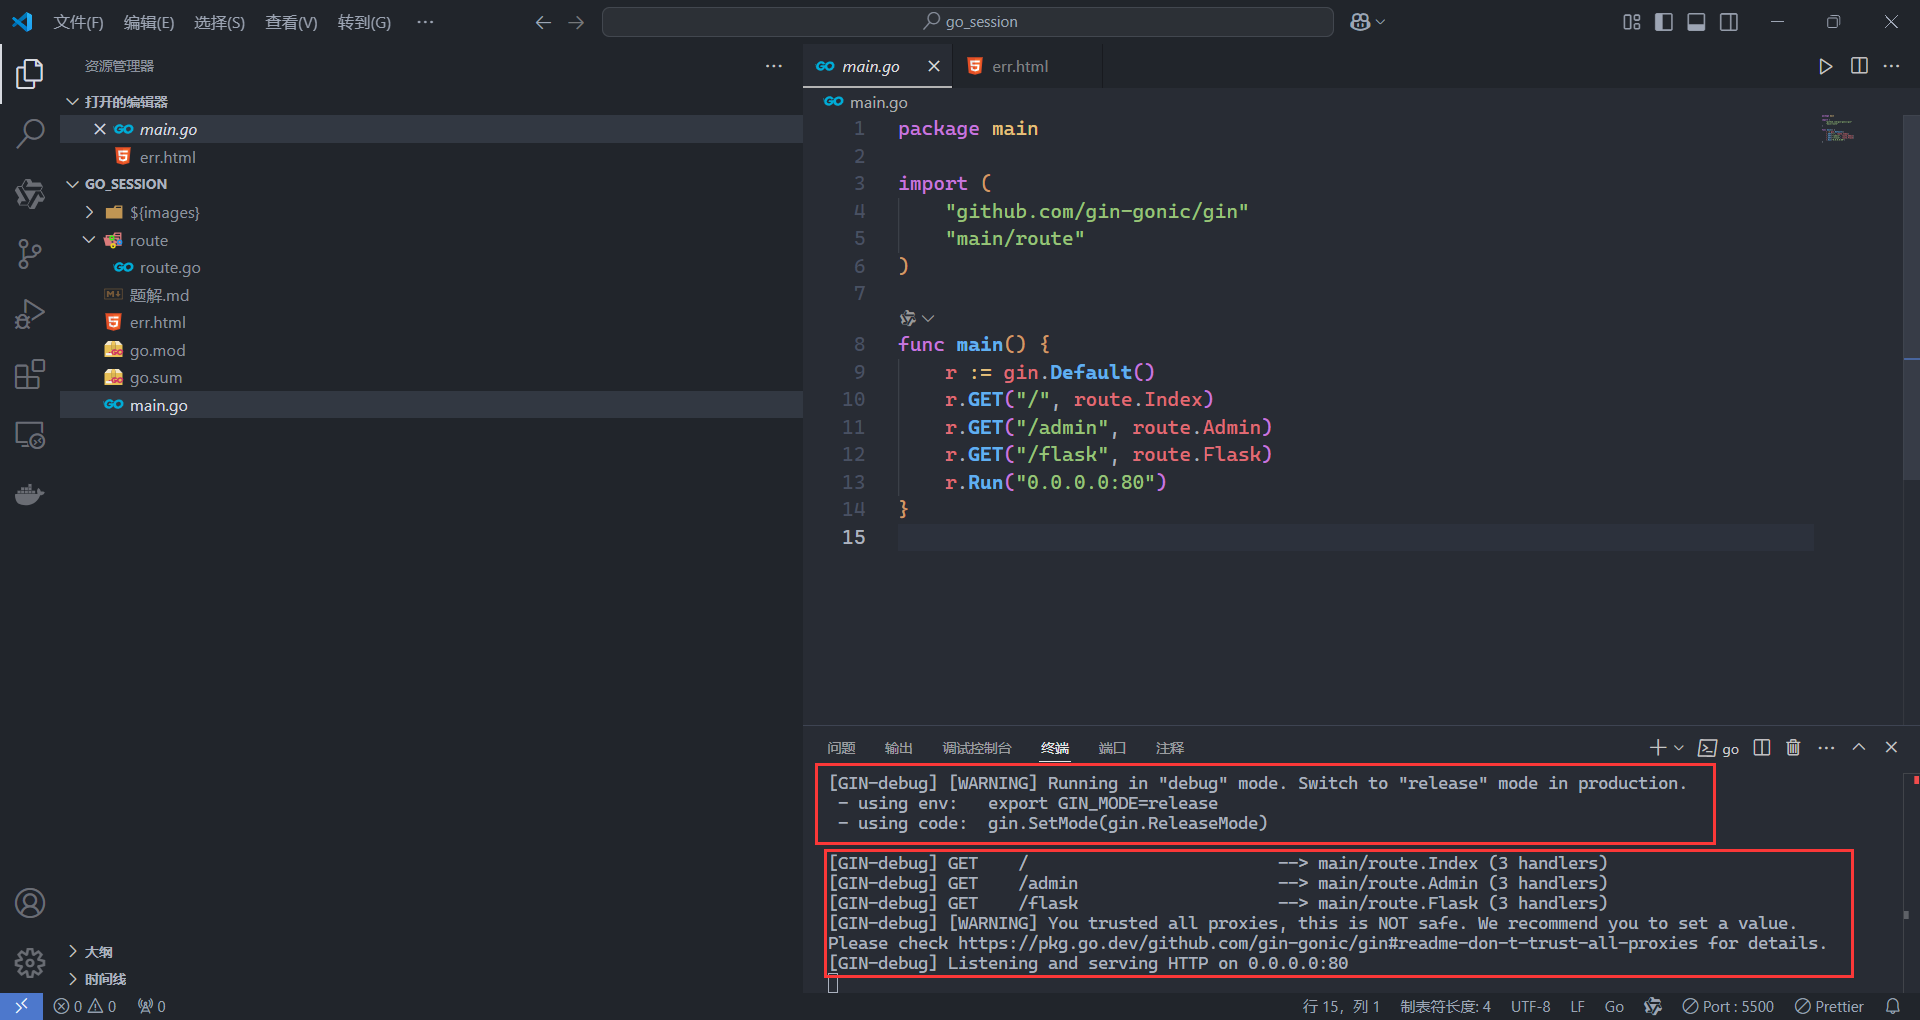 文件(F) 编辑(E) 选择(S) 查看(V) 转到(G) ··· go_session
资源管理器 ···
打开的编辑器
main.go
err.html
GO_SESSION
${images}
route
route.go
题解.md
err.html
go.mod
go.sum
main.go
大纲
时间线
main.go err.html
main.go
1 package main
2
3 import (
4 "github.com/gin-gonic/gin"
5 "main/route"
6 )
7
8 func main() {
9 r := gin.Default()
10 r.GET("/", route.Index)
11 r.GET("/admin", route.Admin)
12 r.GET("/flask", route.Flask)
13 r.Run("0.0.0.0:80")
14 }
15
问题 输出 调试控制台 终端 端口 注释 go
[GIN-debug] [WARNING] Running in "debug" mode. Switch to "release" mode in production.
- using env: export GIN_MODE=release
- using code: gin.SetMode(gin.ReleaseMode)
[GIN-debug] GET / --> main/route.Index (3 handlers)
[GIN-debug] GET /admin --> main/route.Admin (3 handlers)
[GIN-debug] GET /flask --> main/route.Flask (3 handlers)
[GIN-debug] [WARNING] You trusted all proxies, this is NOT safe. We recommend you to set a value.
Please check https://pkg.go.dev/github.com/gin-gonic/gin#readme-don-t-trust-all-proxies for details.
[GIN-debug] Listening and serving HTTP on 0.0.0.0:80
0 0 0 行 15，列 1 制表符长度: 4 UTF-8 LF Go Port : 5500 Prettier